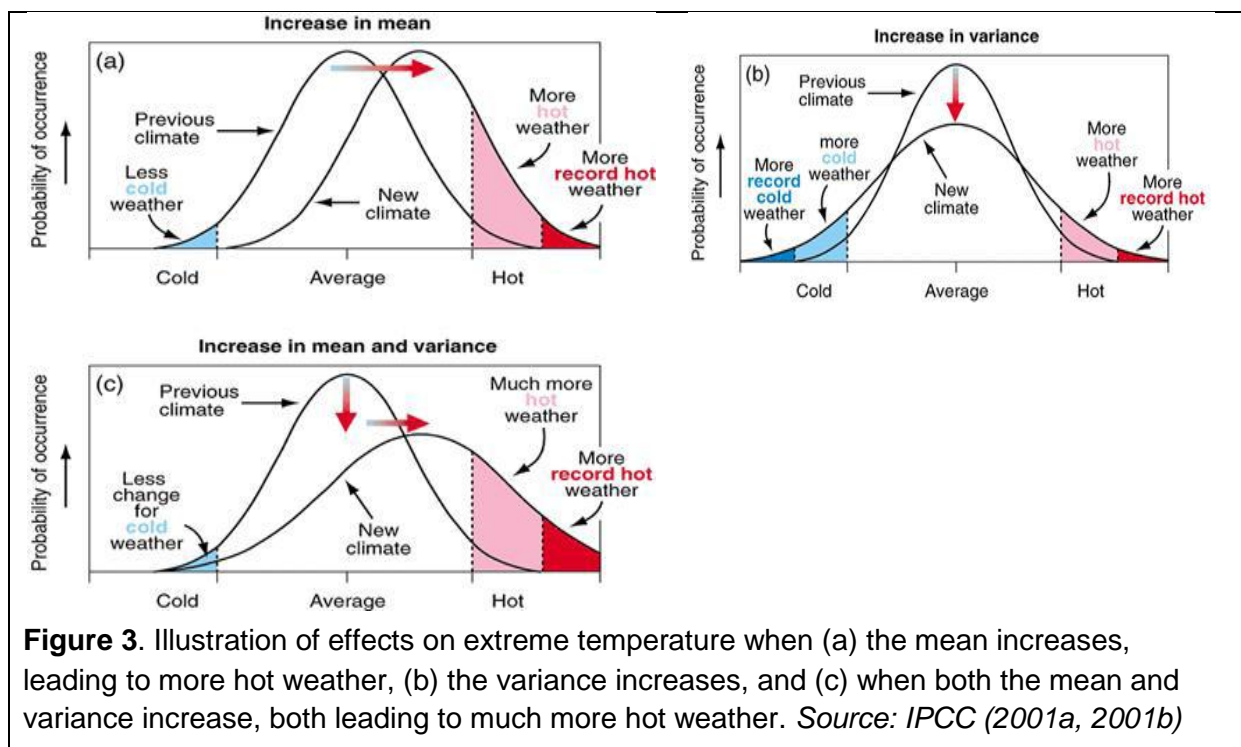 Increase in mean
(a)
Probability of occurrence
Previous
climate
Less
cold
weather
New
climate
More
hot
weather
More
record hot
weather
Cold
Average
Hot
Increase in variance
(b)
Probability of occurrence
Previous
climate
More
record
cold
weather
more
cold
weather
New
climate
More
hot
weather
More
record hot
weather
Cold
Average
Hot
Increase in mean and variance
(c)
Probability of occurrence
Previous
climate
Less
change
for
cold
weather
New
climate
Much more
hot
weather
More
record hot
weather
Cold
Average
Hot
Figure 3. Illustration of effects on extreme temperature when (a) the mean increases,
leading to more hot weather, (b) the variance increases, and (c) when both the mean and
variance increase, both leading to much more hot weather. Source: IPCC (2001a, 2001b)